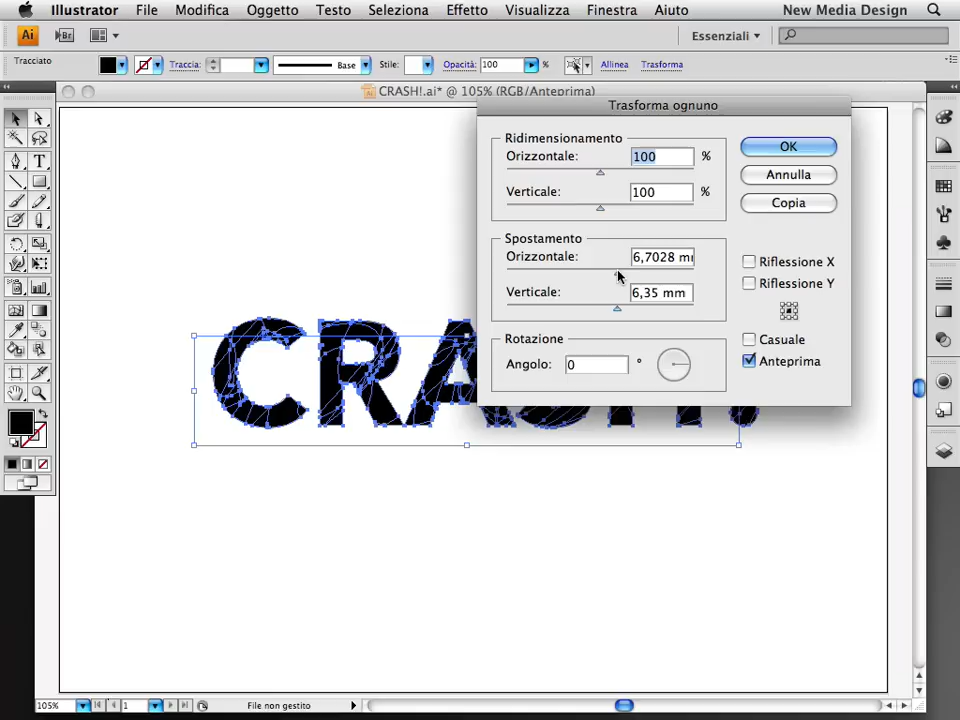 Illustrator File Modifica Oggetto Testo Seleziona Effetto Visualizza Finestra Aiuto New Media Design
Ai Br Essenziali
Tracciato Traccia: Base Stile: Opacità: 100 % Allinea Trasforma
CRASH!.ai* @ 105% (RGB/Anteprima)
Trasforma ognuno
Ridimensionamento
Orizzontale: 100 %
Verticale: 100 %
OK
Annulla
Copia
Spostamento
Orizzontale: 6,7028 m
Verticale: 6,35 mm
Riflessione X
Riflessione Y
Rotazione
Angolo: 0 °
Casuale
Anteprima
T
CRA
105% 1 File non gestito